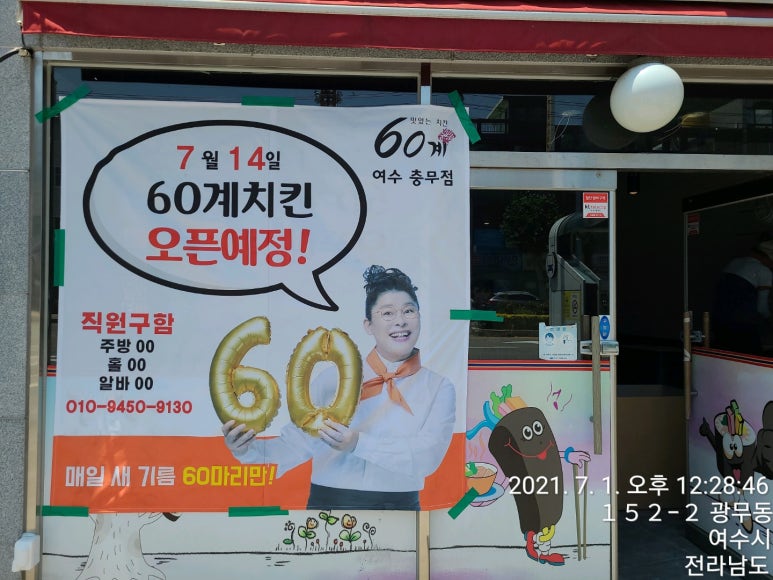 7월 14일
60계치킨
오픈예정!
맛있는 치킨
60계
여수 충무점
직원구함
주방 00
홀 00
알바 00
010-9450-9130
매일 새 기름 60마리만!
2021. 7. 1. 오후 12:28:46
152-2 광무동
여수시
전라남도